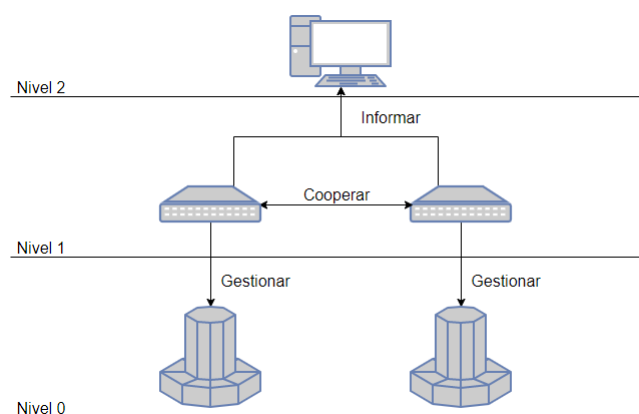 Nivel 2
Informar
Cooperar
Nivel 1
Gestionar
Gestionar
Nivel 0